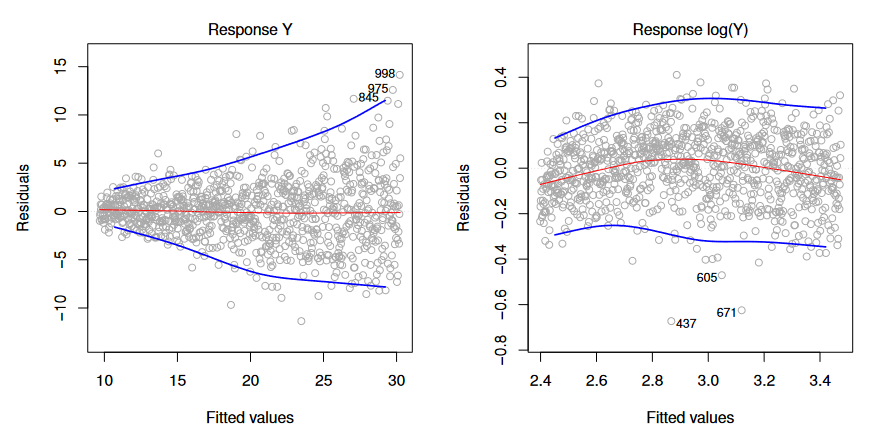 Response Y
Residuals
15
10
5
0
−5
−10
998
975
845
10 15 20 25 30
Fitted values
Response log(Y)
Residuals
0.4
0.2
0.0
−0.2
−0.4
−0.6
−0.8
605
671
437
2.4 2.6 2.8 3.0 3.2 3.4
Fitted values